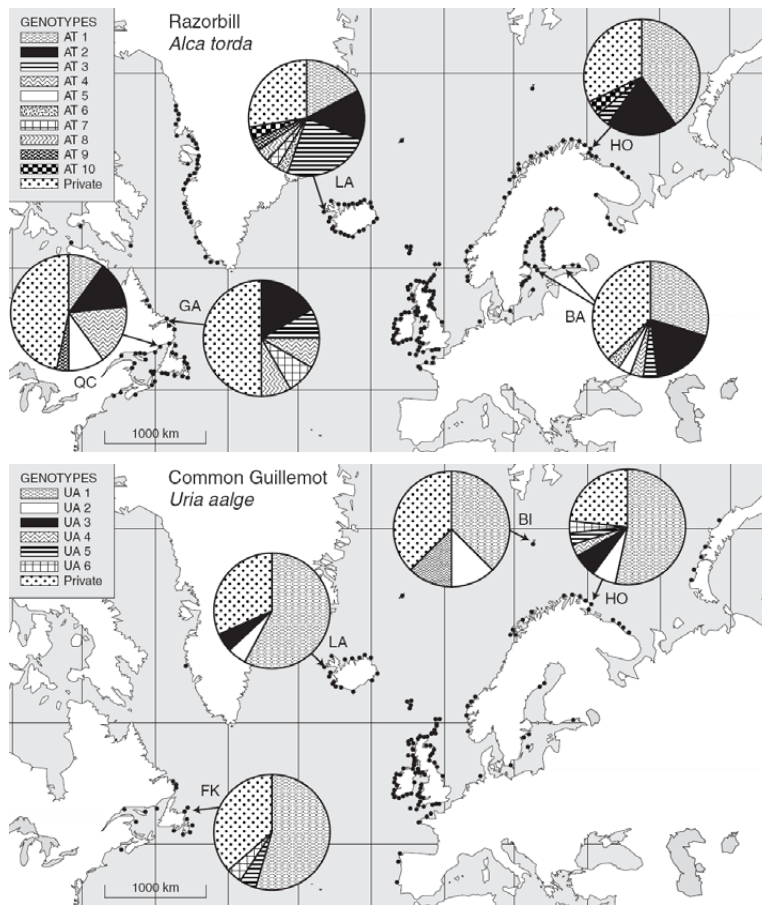 GENOTYPES
AT 1
AT 2
AT 3
AT 4
AT 5
AT 6
AT 7
AT 8
AT 9
AT 10
Private
Razorbill
Alca torda
HO
LA
GA
BA
QC
1000 km
GENOTYPES
UA 1
UA 2
UA 3
UA 4
UA 5
UA 6
Private
Common Guillemot
Uria aalge
BI
HO
LA
FK
1000 km